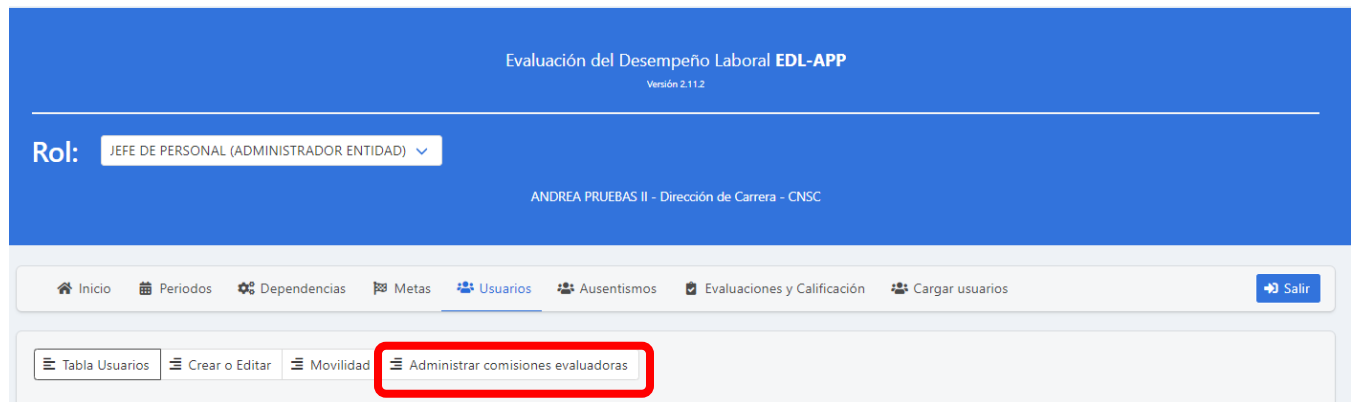 Evaluación del Desempeño Laboral EDL-APP
Versión 2.11.2
Rol: JEFE DE PERSONAL (ADMINISTRADOR ENTIDAD)
ANDREA PRUEBAS II - Dirección de Carrera - CNSC
Inicio Periodos Dependencias Metas Usuarios Ausentismos Evaluaciones y Calificación Cargar usuarios Salir
Tabla Usuarios Crear o Editar Movilidad Administrar comisiones evaluadoras